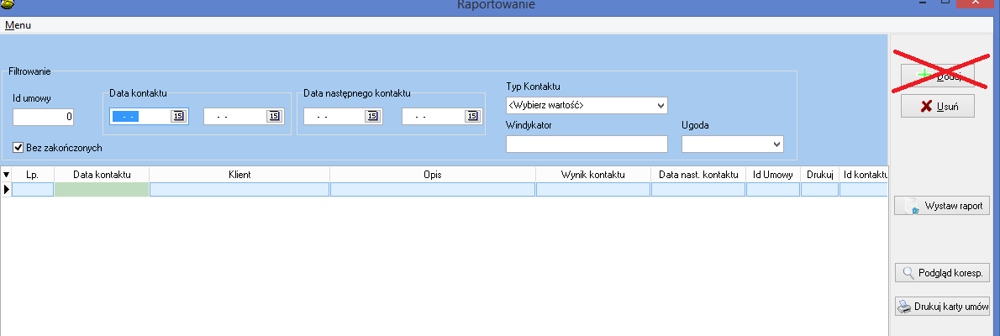 Raportowanie
Menu
Filtrowanie
Id umowy
0
Data kontaktu
- -
15
- -
15
Data następnego kontaktu
- -
15
- -
15
Typ Kontaktu
<Wybierz wartość>
Windykator
Ugoda
Bez zakończonych
Dodaj
Usuń
Lp. Data kontaktu Klient Opis Wynik kontaktu Data nast. kontaktu Id Umowy Drukuj Id kontaktu
Wystaw raport
Podgląd koresp.
Drukuj karty umów